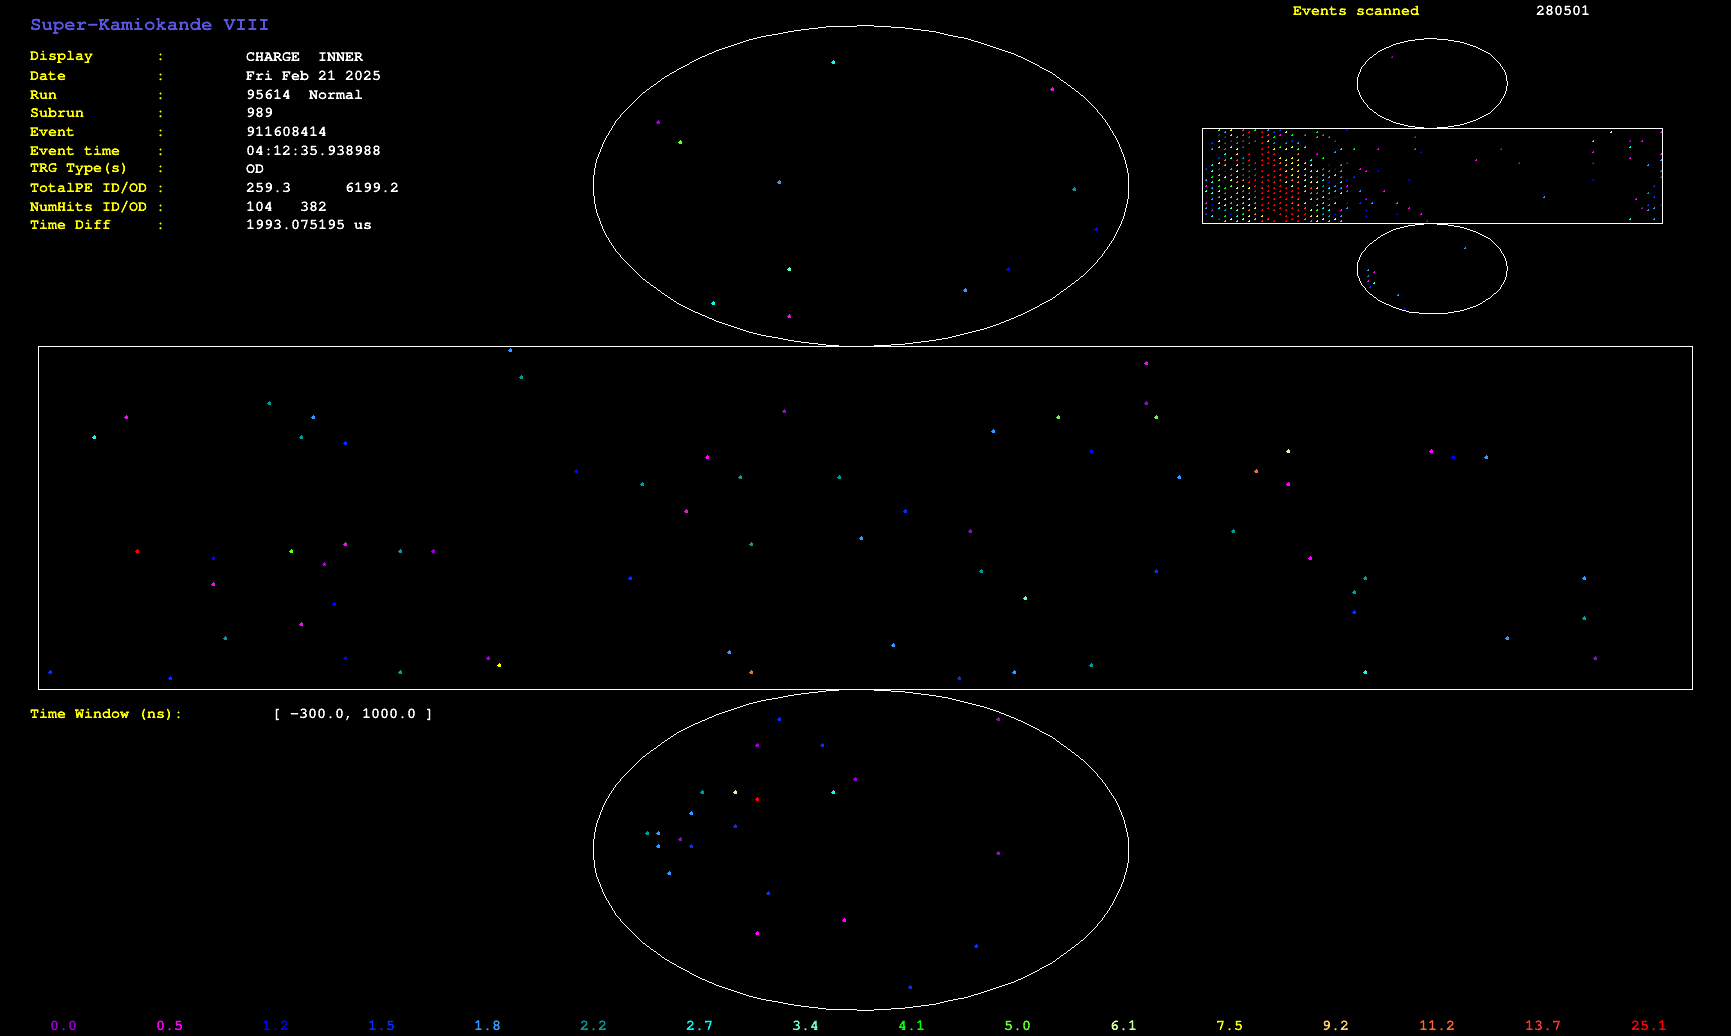 Super-Kamiokande VIII
Events scanned 280501
Display : CHARGE INNER
Date : Fri Feb 21 2025
Run : 95614 Normal
Subrun : 989
Event : 911608414
Event time : 04:12:35.938988
TRG Type(s) : OD
TotalPE ID/OD : 259.3 6199.2
NumHits ID/OD : 104 382
Time Diff : 1993.075195 us
Time Window (ns): [ -300.0, 1000.0 ]
0.0 0.5 1.2 1.5 1.8 2.2 2.7 3.4 4.1 5.0 6.1 7.5 9.2 11.2 13.7 25.1